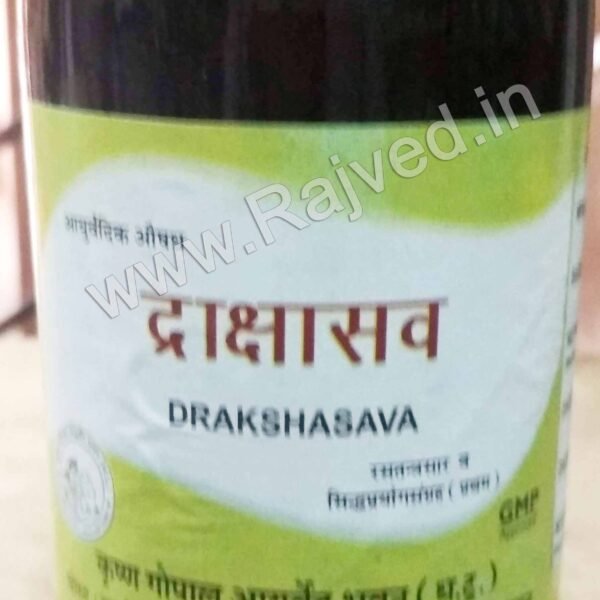 www.Rajved.in
आयुर्वेदिक औषध
द्राक्षासव
DRAKSHASAVA
रसतन्त्रसार व
सिद्धप्रयोगसंग्रह ( प्रथम )
GMP
कृष्ण गोपाल आयुर्वेद भवन ( ध.ट्र. )